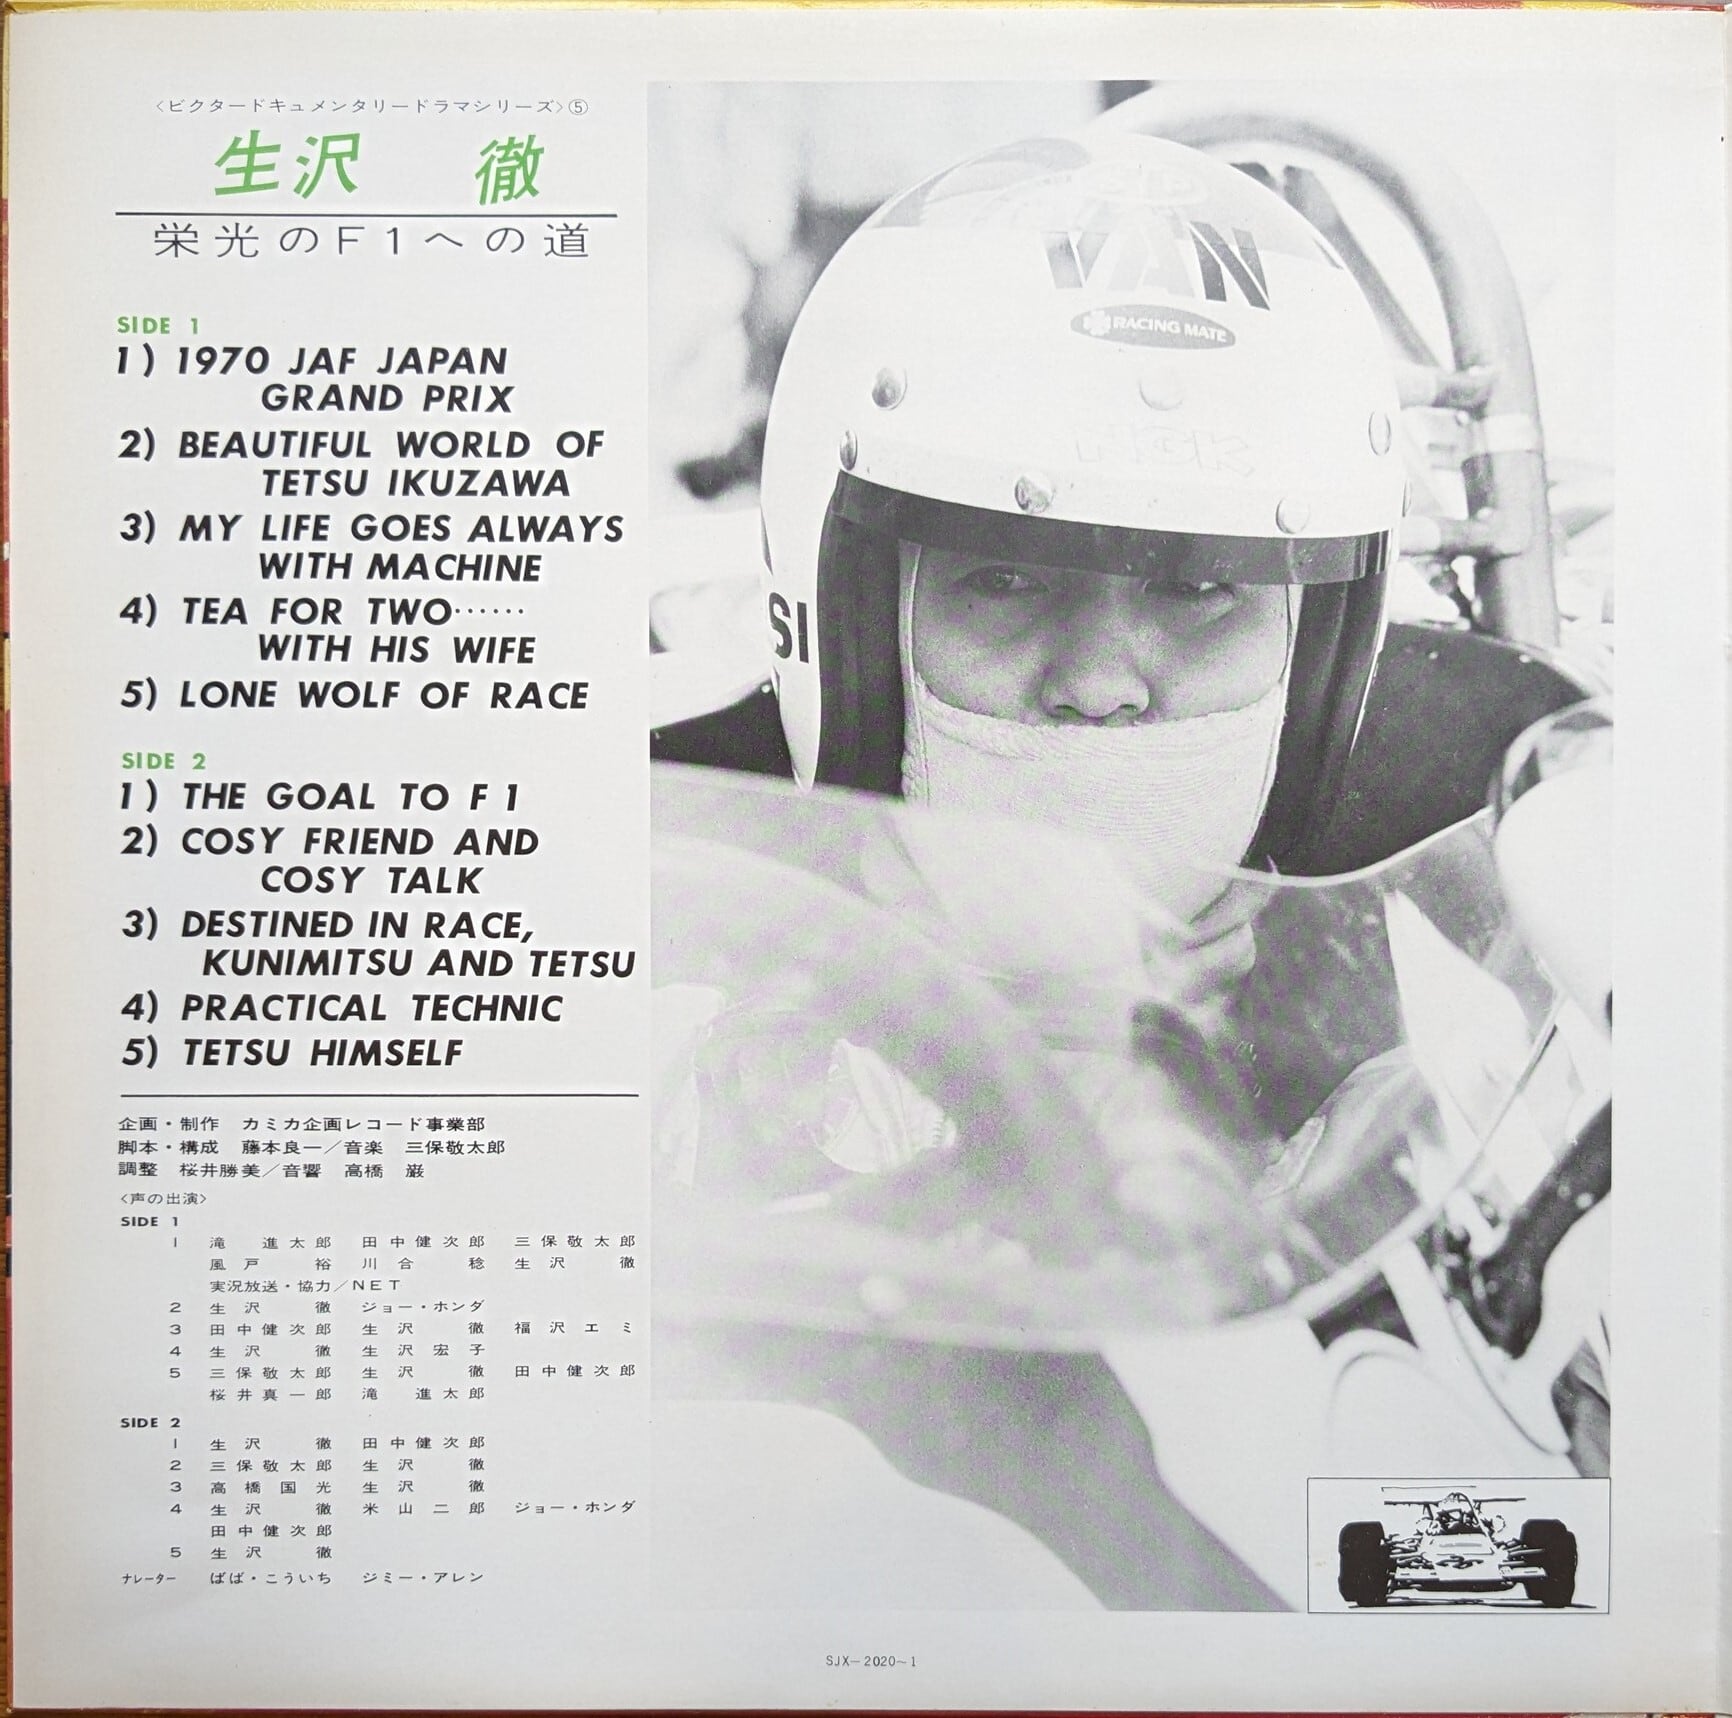 〈ビクタードキュメンタリードラマシリーズ〉⑤
生沢 徹
栄光のF1への道
SIDE 1
1) 1970 JAF JAPAN
GRAND PRIX
2) BEAUTIFUL WORLD OF
TETSU IKUZAWA
3) MY LIFE GOES ALWAYS
WITH MACHINE
4) TEA FOR TWO……
WITH HIS WIFE
5) LONE WOLF OF RACE
SIDE 2
1) THE GOAL TO F1
2) COSY FRIEND AND
COSY TALK
3) DESTINED IN RACE,
KUNIMITSU AND TETSU
4) PRACTICAL TECHNIC
5) TETSU HIMSELF
企画・制作 カミカ企画レコード事業部
脚本・構成 藤本良一／音楽 三保敬太郎
調整 桜井勝美／音響 高橋 巌
〈声の出演〉
SIDE 1
1 滝 進太郎 田中健次郎 三保敬太郎
風戸 裕 川合 稔 生沢 徹
実況放送・協力／NET
2 生沢 徹 ジョー・ホンダ
3 田中健次郎 生沢 徹 福沢エミ
4 生沢 徹 生沢宏子
5 三保敬太郎 生沢 徹 田中健次郎
桜井真一郎 滝 進太郎
SIDE 2
1 生沢 徹 田中健次郎
2 三保敬太郎 生沢 徹
3 高橋国光 生沢 徹
4 生沢 徹 米山二郎 ジョー・ホンダ
田中健次郎
5 生沢 徹
ナレーター ばば・こういち ジミー・アレン
VAN
RACING MATE
SI
SJX-2020~1